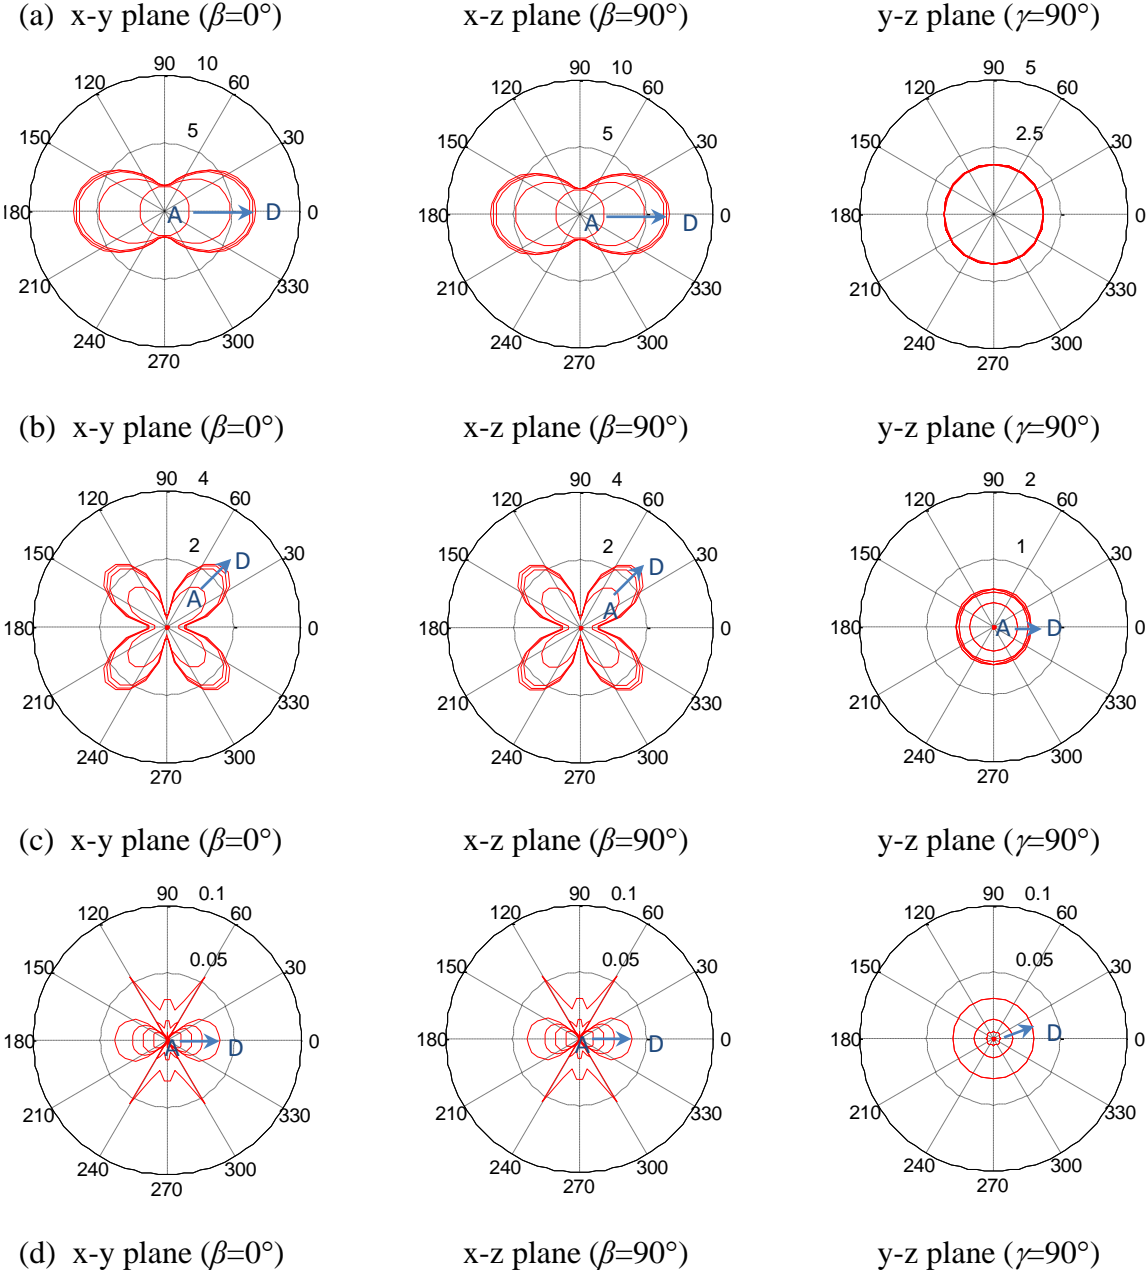 (a) x-y plane (β=0°) x-z plane (β=90°) y-z plane (γ=90°)
90 10 90 10 90 5
120 60 120 60 120 60
5 5 2.5
150 30 150 30 150 30
180 A D 0 180 A D 0 180 0
210 330 210 330 210 330
240 300 240 300 240 300
270 270 270
(b) x-y plane (β=0°) x-z plane (β=90°) y-z plane (γ=90°)
90 4 90 4 90 2
120 60 120 60 120 60
2 D 2 D 1
150 30 150 30 150 30
A A
180 0 180 0 180 A D 0
210 330 210 330 210 330
240 300 240 300 240 300
270 270 270
(c) x-y plane (β=0°) x-z plane (β=90°) y-z plane (γ=90°)
90 0.1 90 0.1 90 0.1
120 60 120 60 120 60
0.05 0.05 0.05
150 30 150 30 150 30
180 A D 0 180 A D 0 180 D 0
210 330 210 330 210 330
240 300 240 300 240 300
270 270 270
(d) x-y plane (β=0°) x-z plane (β=90°) y-z plane (γ=90°)